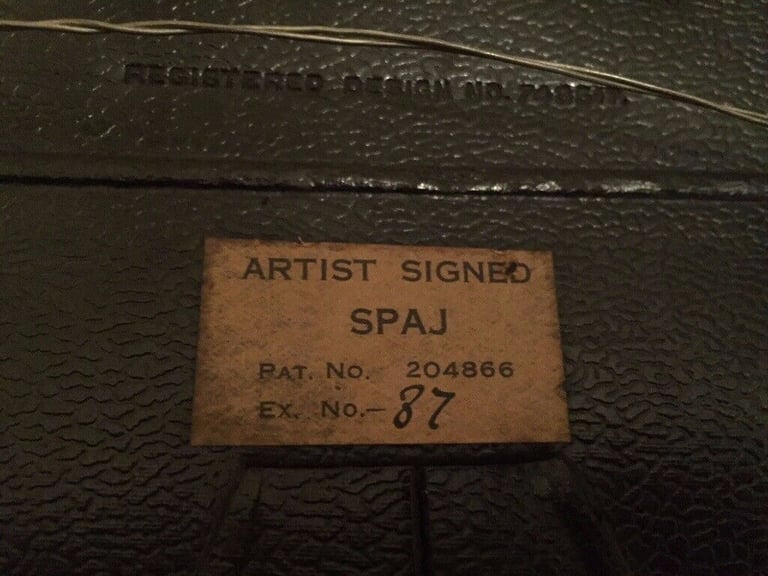 REGISTERED DESIGN NO.
ARTIST SIGNED
SPAJ
PAT. NO. 204866
EX. NO.- 87